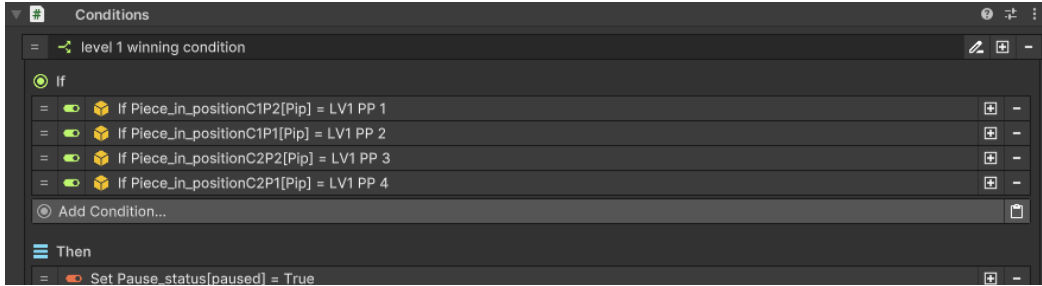 Conditions
level 1 winning condition
If
If Piece_in_positionC1P2[Pip] = LV1 PP 1
If Piece_in_positionC1P1[Pip] = LV1 PP 2
If Piece_in_positionC2P2[Pip] = LV1 PP 3
If Piece_in_positionC2P1[Pip] = LV1 PP 4
Add Condition...
Then
Set Pause_status[paused] = True